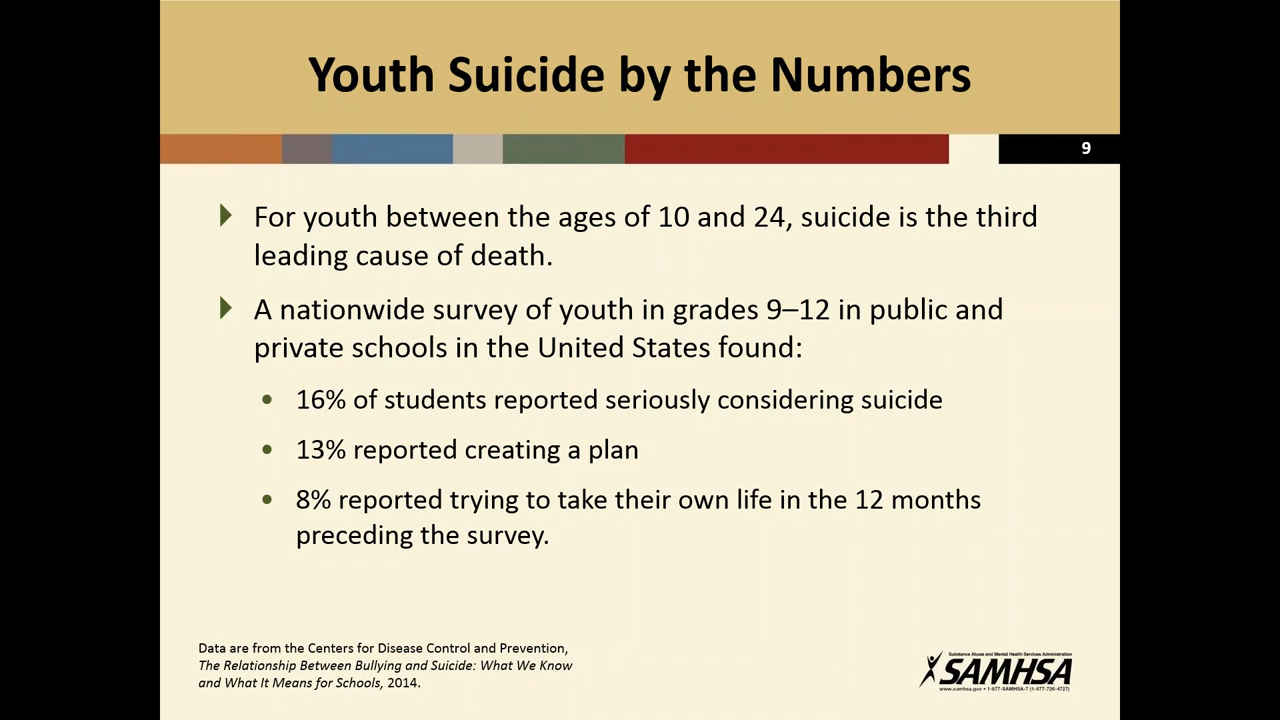 Youth Suicide by the Numbers
9
For youth between the ages of 10 and 24, suicide is the third
leading cause of death.
A nationwide survey of youth in grades 9–12 in public and
private schools in the United States found:
16% of students reported seriously considering suicide
13% reported creating a plan
8% reported trying to take their own life in the 12 months
preceding the survey.
Data are from the Centers for Disease Control and Prevention,
The Relationship Between Bullying and Suicide: What We Know
and What It Means for Schools, 2014.
Substance Abuse and Mental Health Services Administration
SAMHSA
www.samhsa.gov • 1-877-SAMHSA-7 (1-877-726-4727)